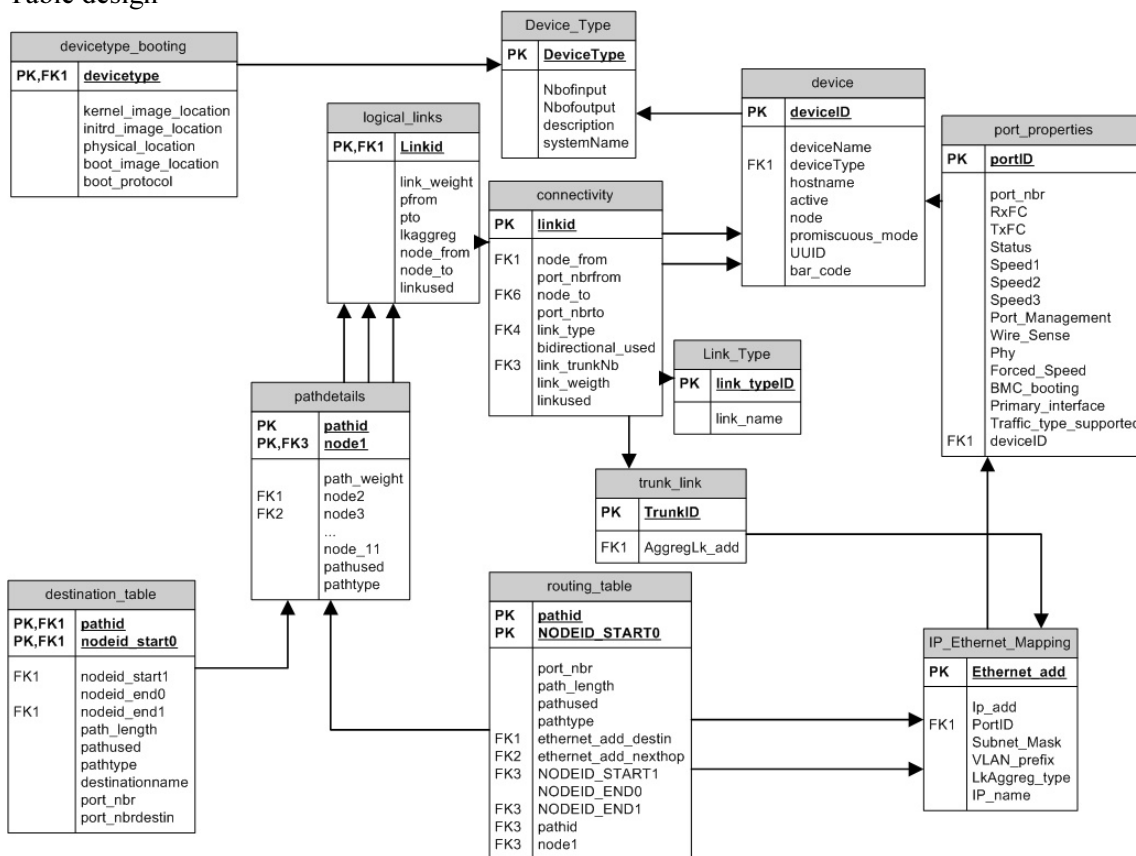 Table design
devicetype_booting
PK,FK1 devicetype
kernel_image_location
initrd_image_location
physical_location
boot_image_location
boot_protocol
Device_Type
PK DeviceType
Nbofinput
Nbofoutput
description
systemName
device
PK deviceID
deviceName
FK1 deviceType
hostname
active
node
promiscuous_mode
UUID
bar_code
port_properties
PK portID
port_nbr
RxFC
TxFC
Status
Speed1
Speed2
Speed3
Port_Management
Wire_Sense
Phy
Forced_Speed
BMC_booting
Primary_interface
Traffic_type_supported
FK1 deviceID
logical_links
PK,FK1 Linkid
link_weight
pfrom
pto
lkaggreg
node_from
node_to
linkused
connectivity
PK linkid
FK1 node_from
port_nbrfrom
FK6 node_to
port_nbrto
FK4 link_type
bidirectional_used
FK3 link_trunkNb
link_weigth
linkused
Link_Type
PK link_typeID
link_name
pathdetails
PK pathid
PK,FK3 node1
path_weight
FK1 node2
FK2 node3
...
node_11
pathused
pathtype
trunk_link
PK TrunkID
FK1 AggregLk_add
destination_table
PK,FK1 pathid
PK,FK1 nodeid_start0
FK1 nodeid_start1
nodeid_end0
FK1 nodeid_end1
path_length
pathused
pathtype
destinationname
port_nbr
port_nbrdestin
routing_table
PK pathid
PK NODEID_START0
port_nbr
path_length
pathused
pathtype
FK1 ethernet_add_destin
FK2 ethernet_add_nexthop
FK3 NODEID_START1
NODEID_END0
FK3 NODEID_END1
FK3 pathid
FK3 node1
IP_Ethernet_Mapping
PK Ethernet_add
Ip_add
FK1 PortID
Subnet_Mask
VLAN_prefix
LkAggreg_type
IP_name